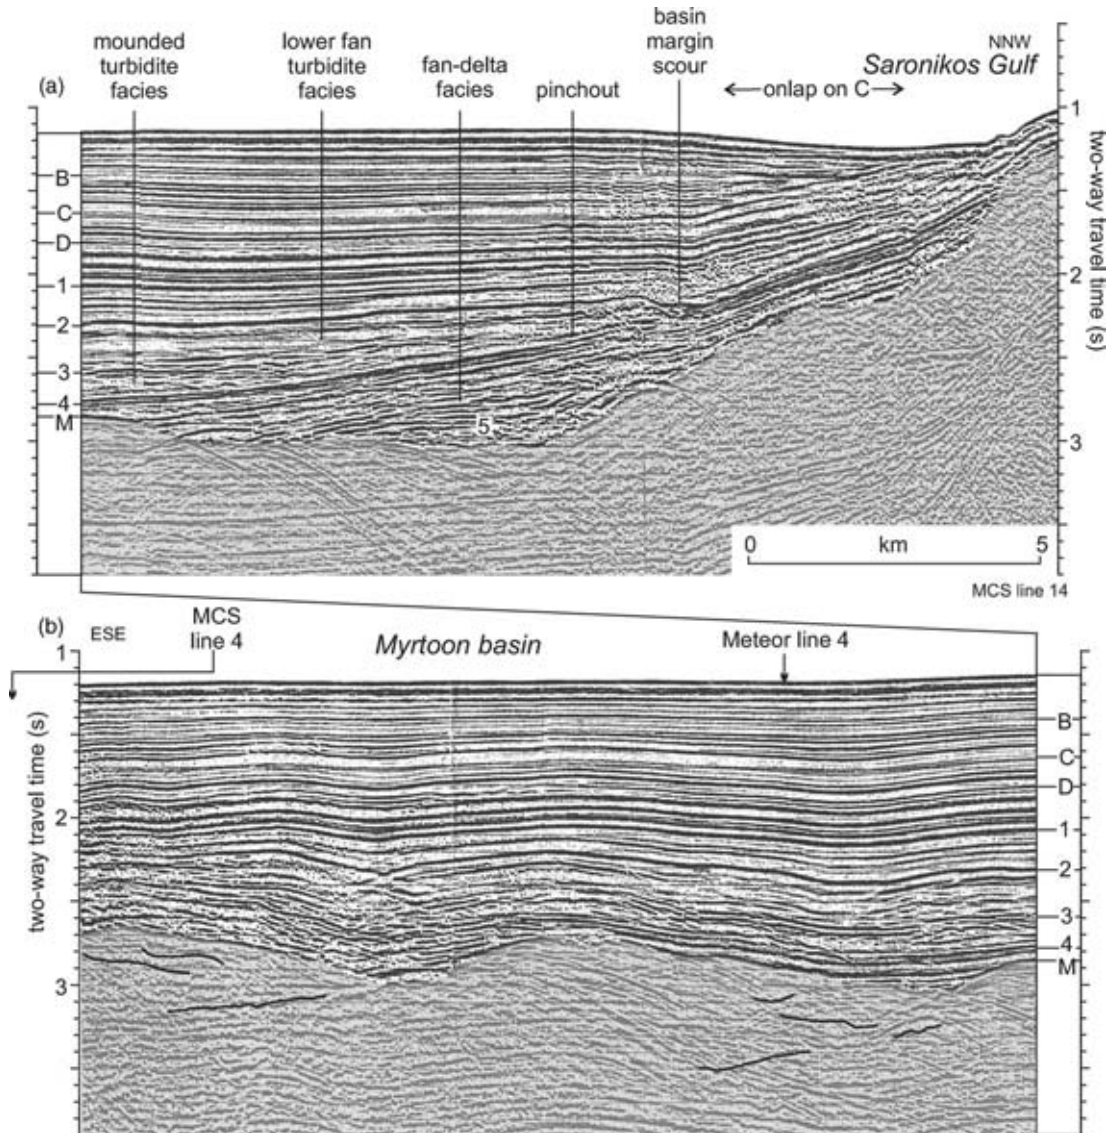 (a)
mounded
turbidite
facies
lower fan
turbidite
facies
fan-delta
facies
pinchout
basin
margin
scour
NNW
Saronikos Gulf
← onlap on C →
B
C
D
1
2
3
4
M
5
1
2
3
two-way travel time (s)
0 km 5
MCS line 14
(b)
ESE
MCS
line 4
Myrtoon basin
Meteor line 4
1
2
3
two-way travel time (s)
B
C
D
1
2
3
4
M